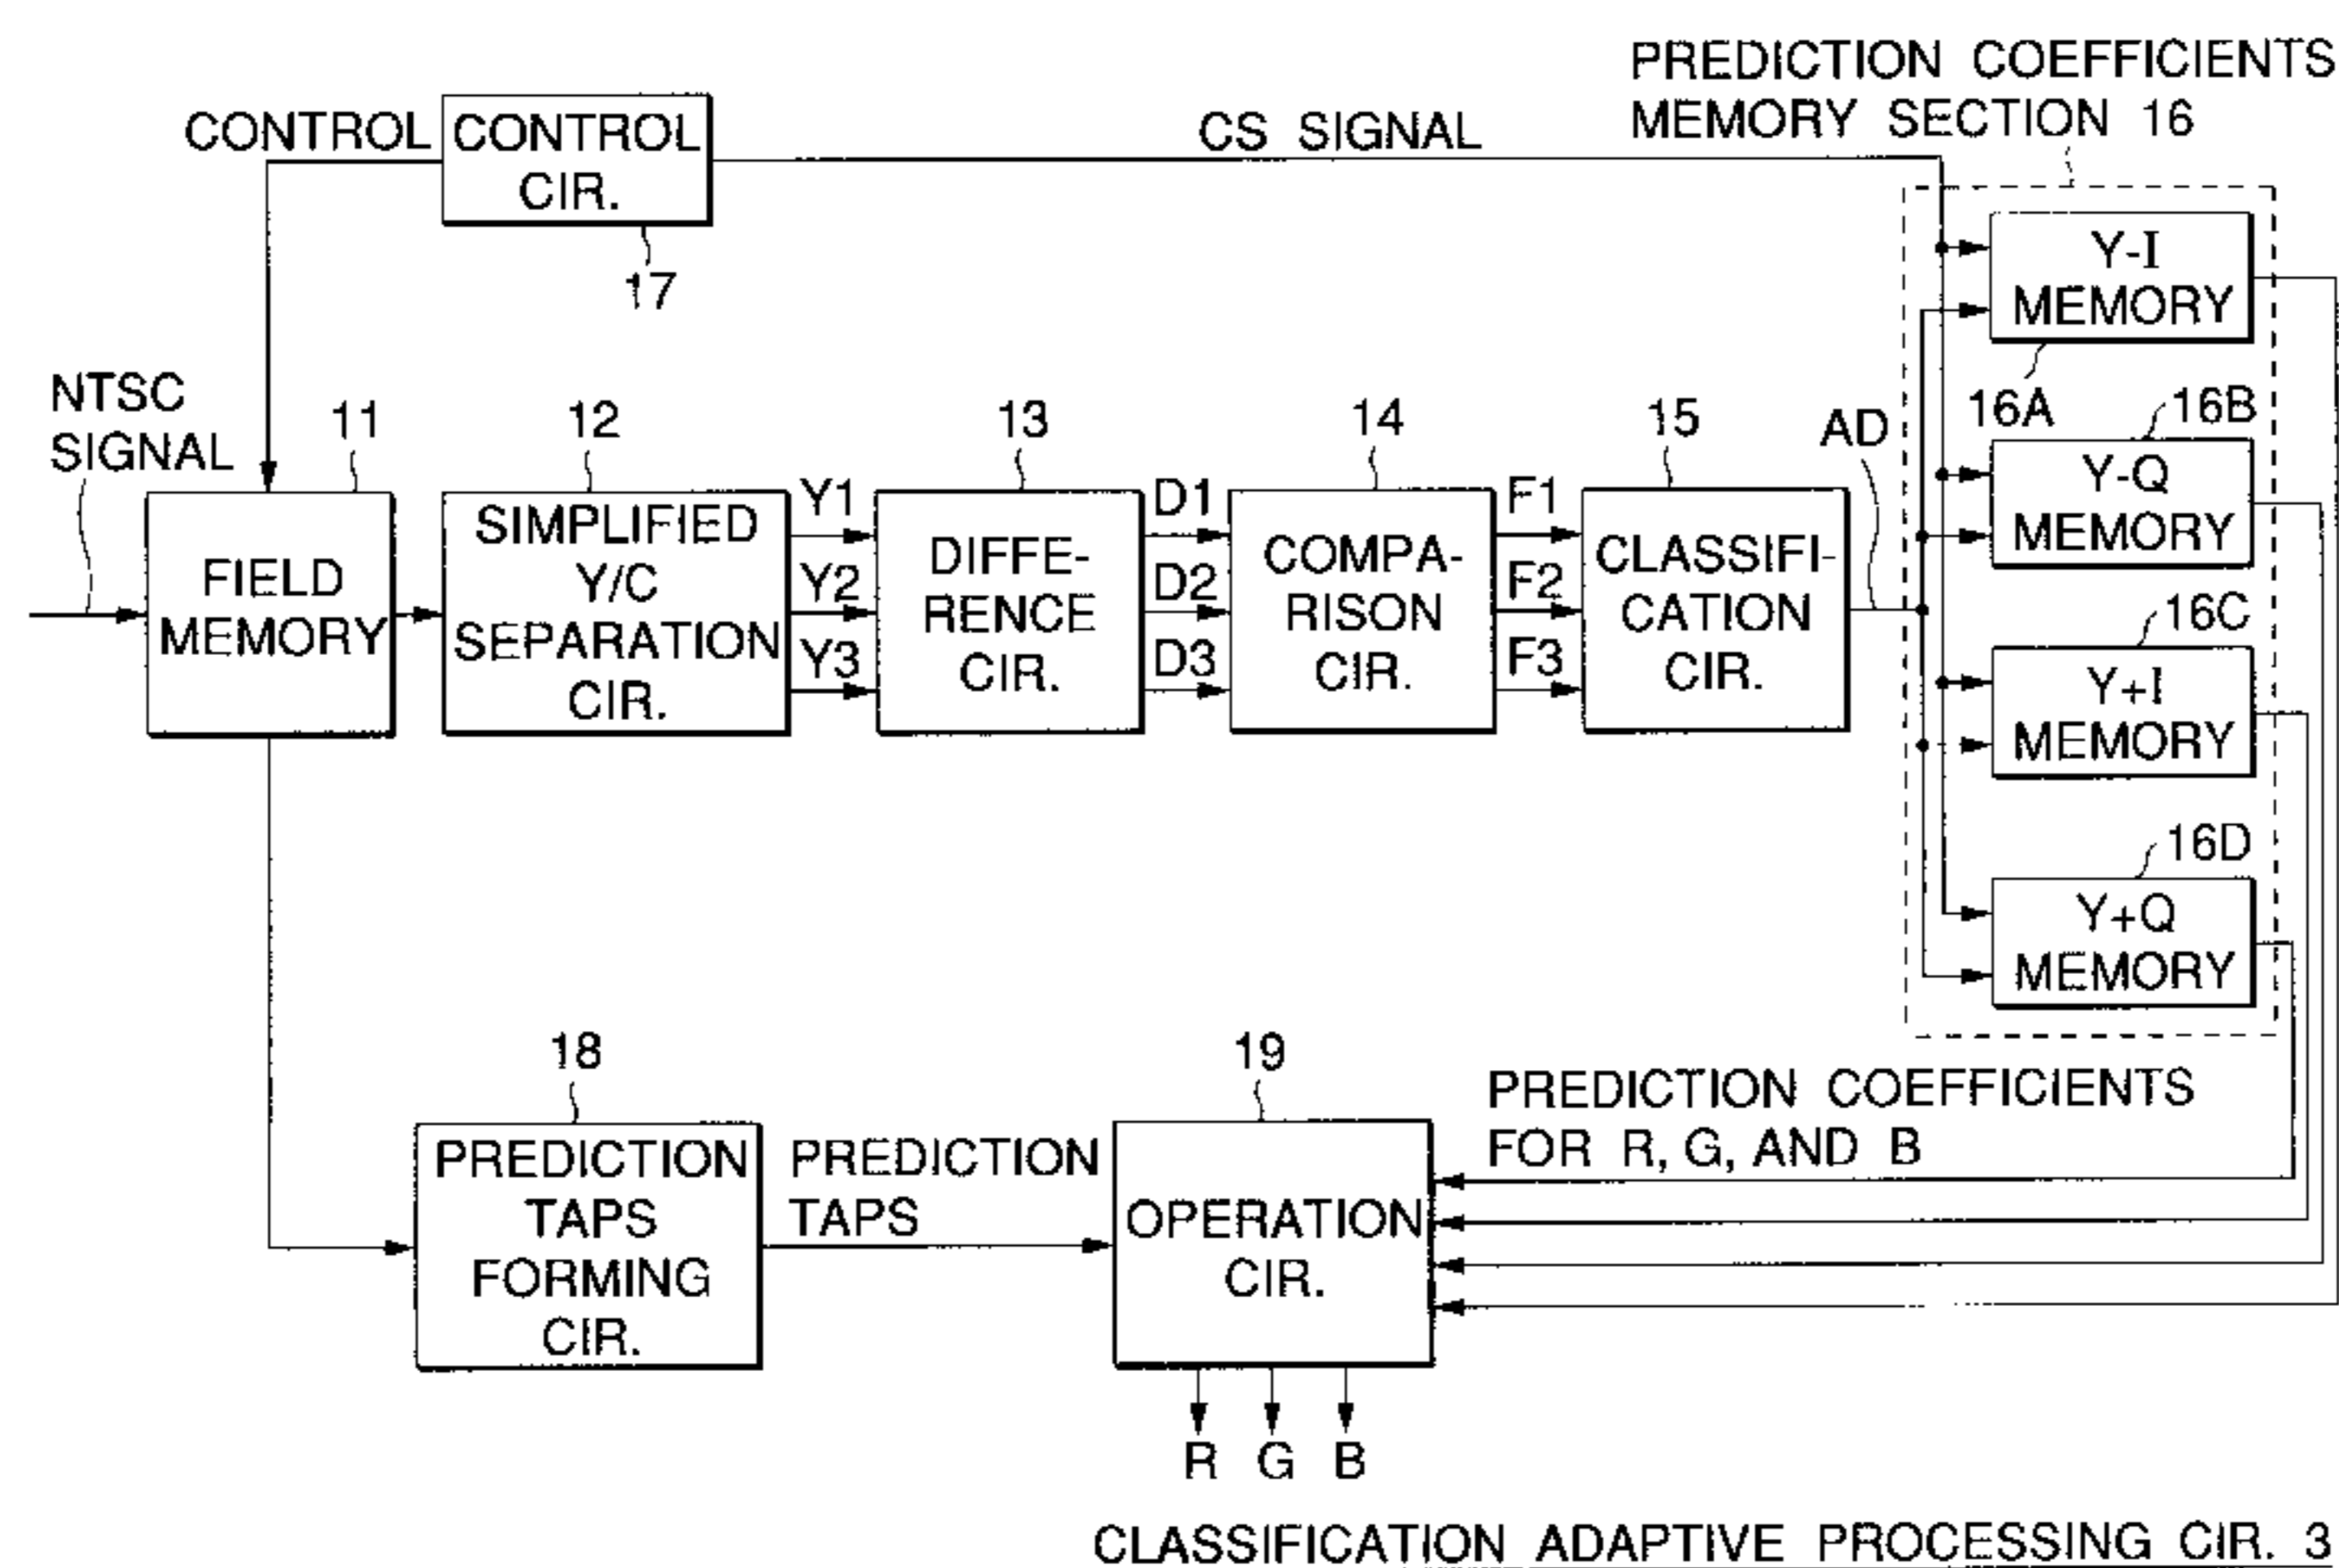 PREDICTION COEFFICIENTS
MEMORY SECTION 16
CONTROL
CONTROL
CIR.
17
CS SIGNAL
Y-I
MEMORY
16A
NTSC
SIGNAL
11
FIELD
MEMORY
12
SIMPLIFIED
Y/C
SEPARATION
CIR.
Y1
Y2
Y3
13
DIFFE-
RENCE
CIR.
D1
D2
D3
14
COMPA-
RISON
CIR.
F1
F2
F3
15
CLASSIFI-
CATION
CIR.
AD
16B
Y-Q
MEMORY
16C
Y+I
MEMORY
16D
Y+Q
MEMORY
18
PREDICTION
TAPS
FORMING
CIR.
PREDICTION
TAPS
19
OPERATION
CIR.
PREDICTION COEFFICIENTS
FOR R, G, AND B
R G B
CLASSIFICATION ADAPTIVE PROCESSING CIR. 3